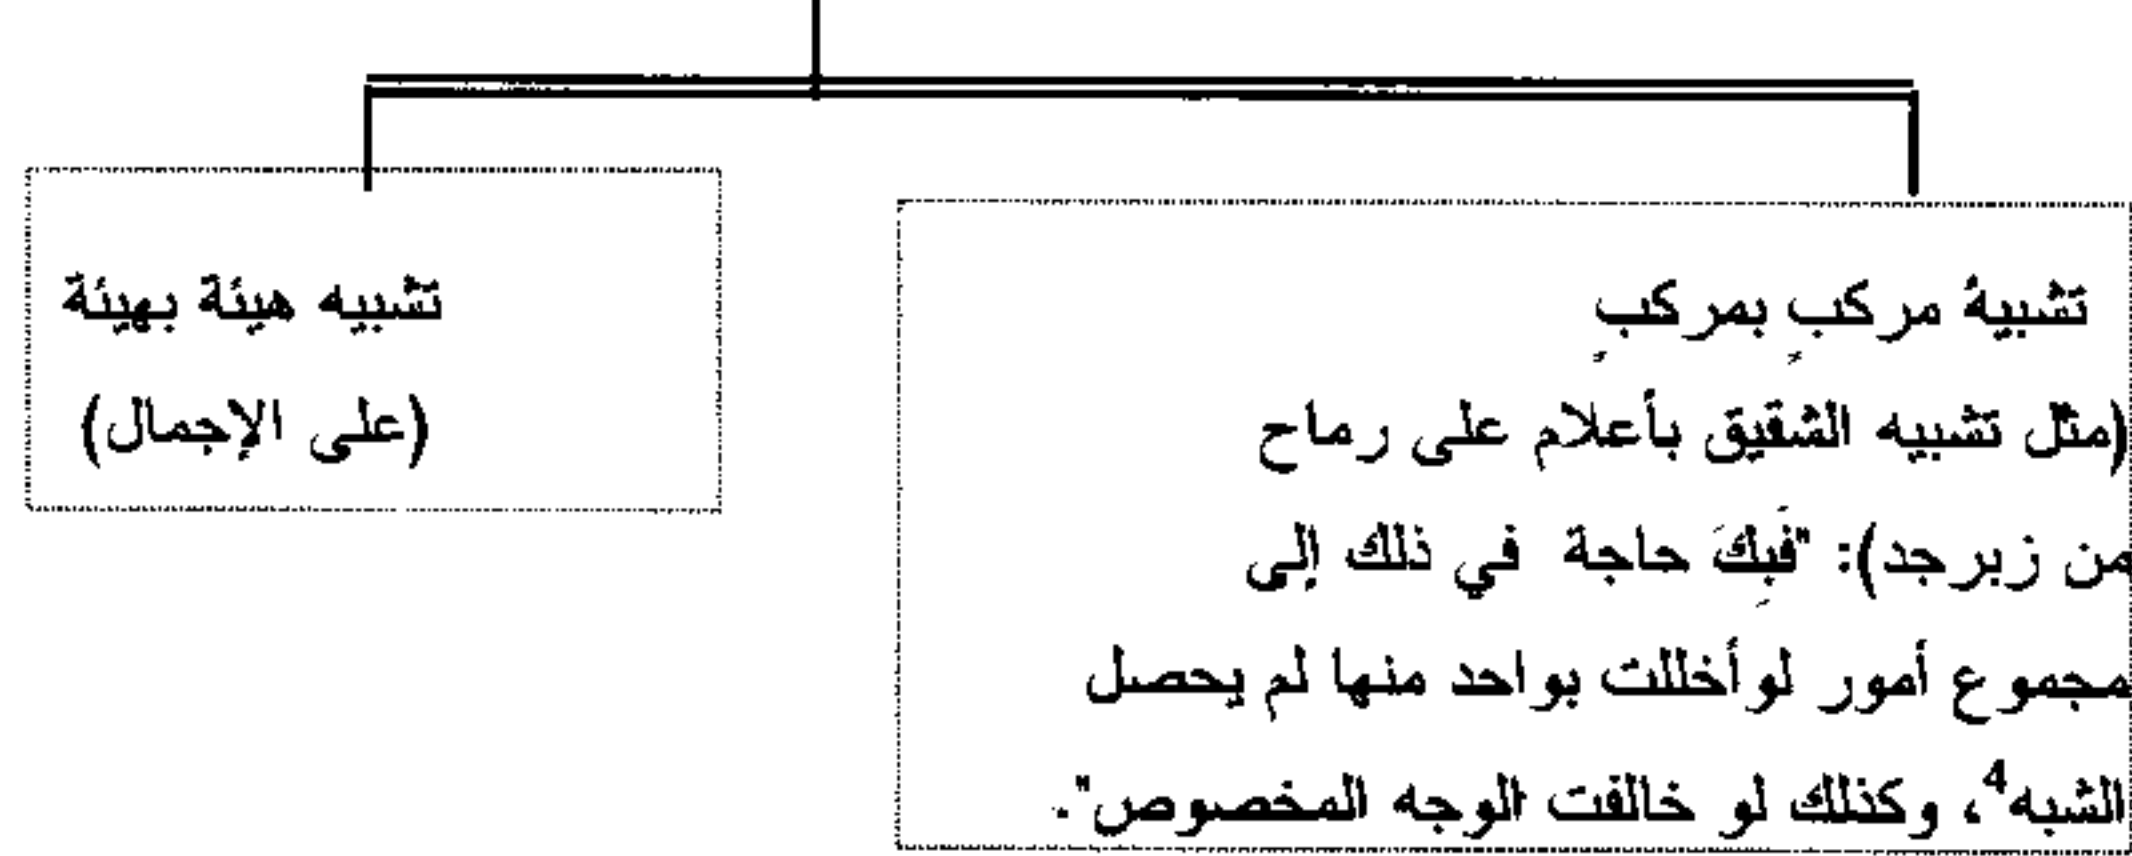 تشبيهُ مركبٍ بمركبٍ
(مثل تشبيه الشقيق بأعلام على رماح
من زبرجد): "فَبِكَ حاجة في ذلك إلى
مجموع أمور لو أخللت بواحد منها لم يحصل
الشبه4، وكذلك لو خالفت الوجه المخصوص".
تشبيه هيئة بهيئة
(على الإجمال)